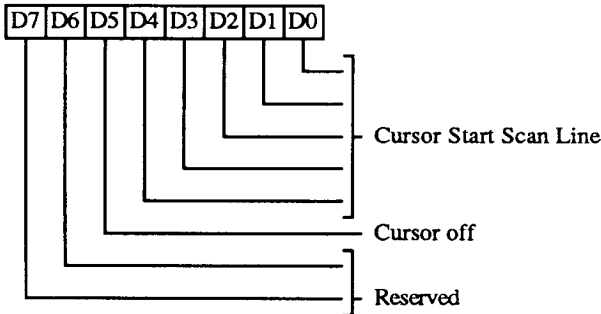 D7 D6 D5 D4 D3 D2 D1 D0
Cursor Start Scan Line
Cursor off
Reserved